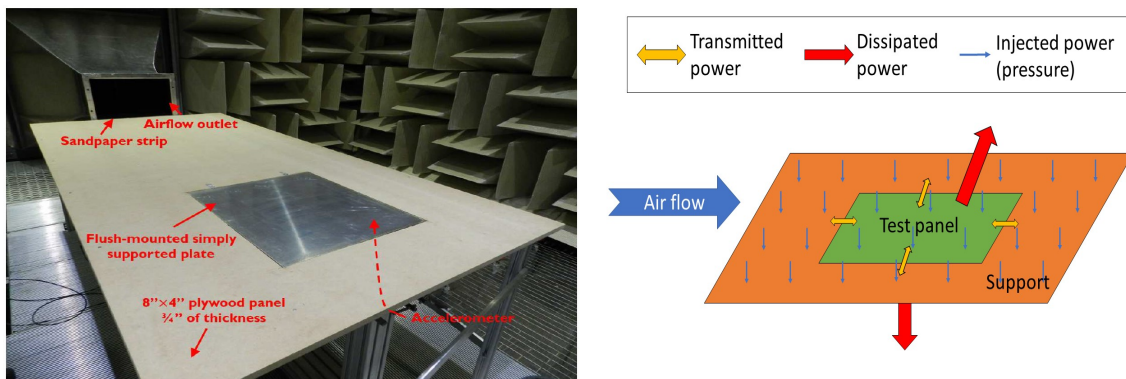 Airflow outlet
Sandpaper strip
Flush-mounted simply
supported plate
8’’×4’’ plywood panel
¾’’ of thickness
Accelerometer
Transmitted
power
Dissipated
power
Injected power
(pressure)
Air flow
Test panel
Support